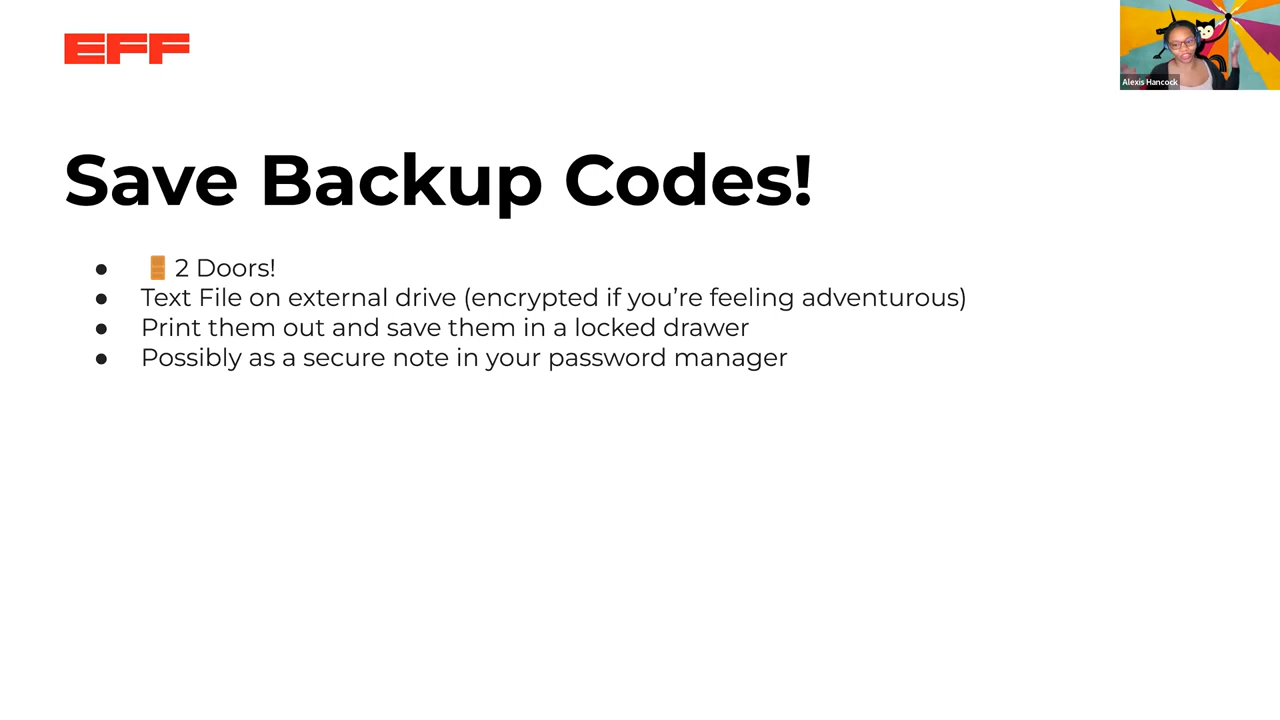 EFF
Alexis Hancock
Save Backup Codes!
● 🚪2 Doors!
● Text File on external drive (encrypted if you’re feeling adventurous)
● Print them out and save them in a locked drawer
● Possibly as a secure note in your password manager